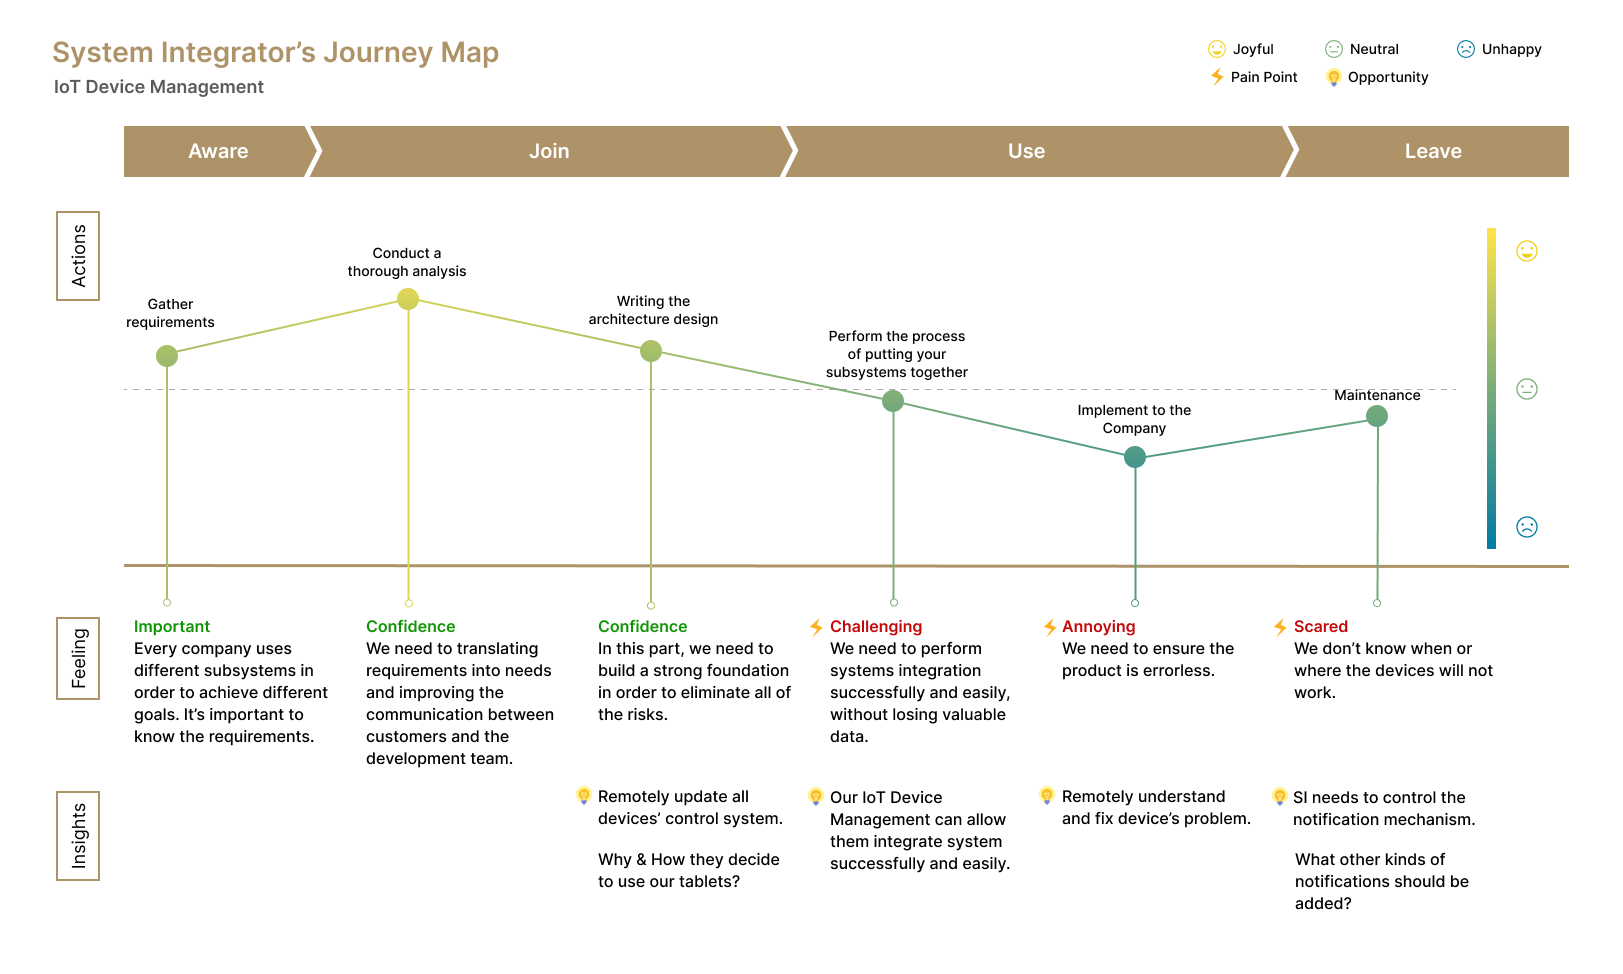 System Integrator’s Journey Map
IoT Device Management
Joyful
Neutral
Unhappy
Pain Point
Opportunity
Aware
Join
Use
Leave
Actions
Gather
requirements
Conduct a
thorough analysis
Writing the
architecture design
Perform the process
of putting your
subsystems together
Implement to the
Company
Maintenance
Feeling
Important
Every company uses
different subsystems in
order to achieve different
goals. It’s important to
know the requirements.
Confidence
We need to translating
requirements into needs
and improving the
communication between
customers and the
development team.
Confidence
In this part, we need to
build a strong foundation
in order to eliminate all of
the risks.
Challenging
We need to perform
systems integration
successfully and easily,
without losing valuable
data.
Annoying
We need to ensure the
product is errorless.
Scared
We don’t know when or
where the devices will not
work.
Insights
Remotely update all
devices’ control system.
Why & How they decide
to use our tablets?
Our IoT Device
Management can allow
them integrate system
successfully and easily.
Remotely understand
and fix device’s problem.
SI needs to control the
notification mechanism.
What other kinds of
notifications should be
added?